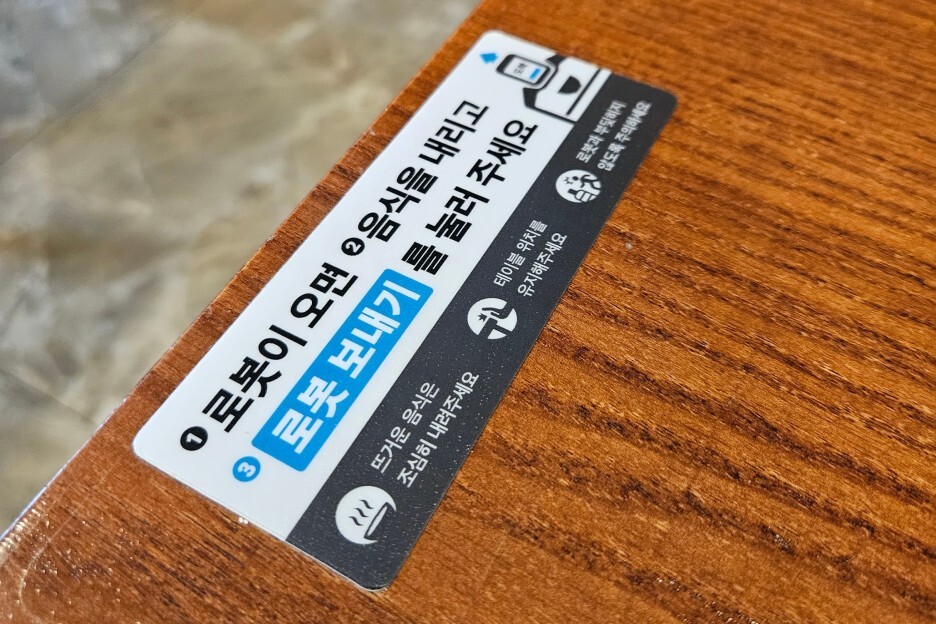 ❶ 로봇이 오면 ❷ 음식을 내리고
❸ 로봇 보내기 를 눌러 주세요
뜨거운 음식은
조심히 내려주세요
테이블 위치를
유지해주세요
로봇과 부딪히지
않도록 주의하세요